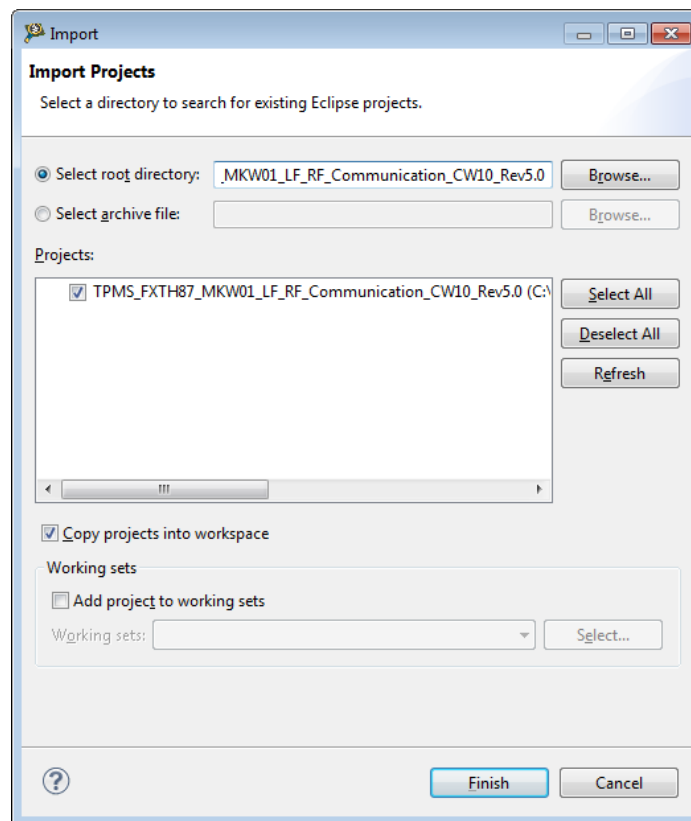 Import
Import Projects
Select a directory to search for existing Eclipse projects.
Select root directory: _MKW01_LF_RF_Communication_CW10_Rev5.0 Browse...
Select archive file: Browse...
Projects:
TPMS_FXTH87_MKW01_LF_RF_Communication_CW10_Rev5.0 (C:\
Select All
Deselect All
Refresh
Copy projects into workspace
Working sets
Add project to working sets
Working sets: Select...
? Finish Cancel